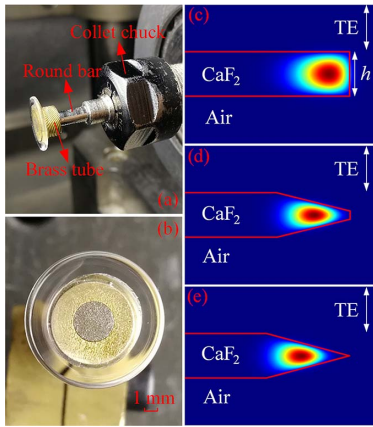 Collet chuck
Round bar
Brass tube
(a)
(b)
1 mm
(c)
TE
CaF₂
h
Air
(d)
TE
CaF₂
Air
(e)
TE
CaF₂
Air